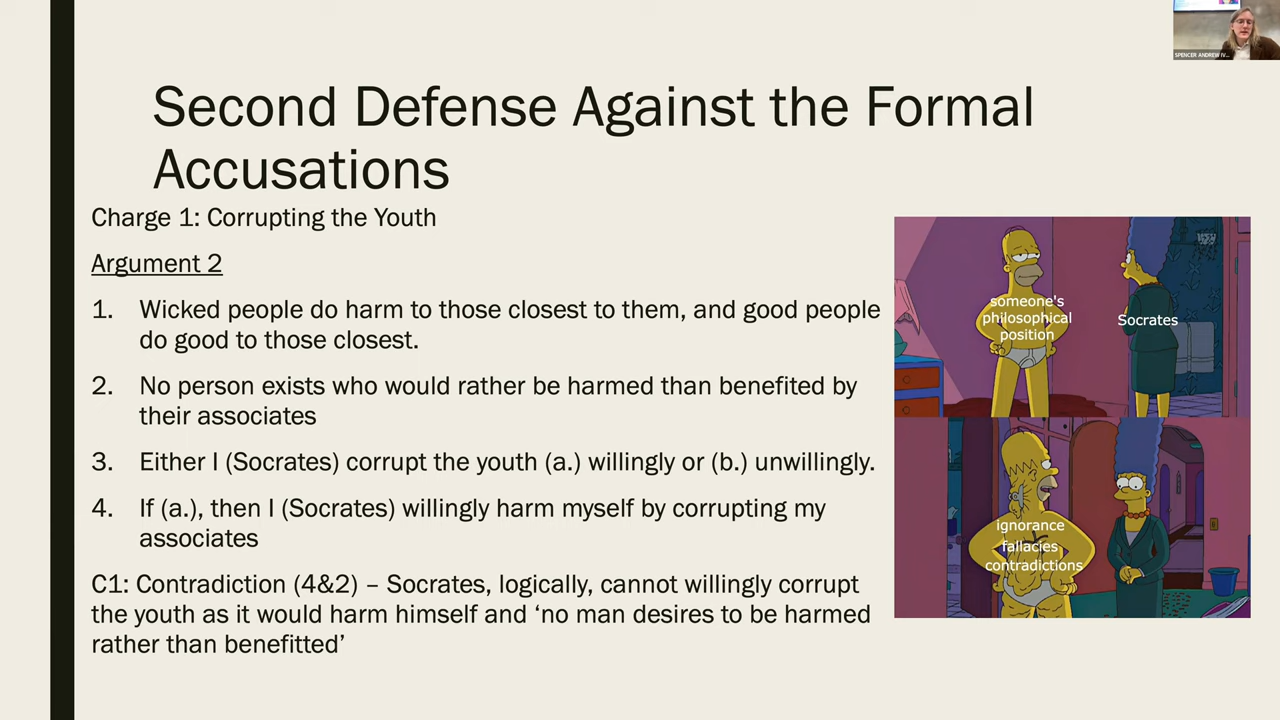 SPENCER ANDREW IV...
Second Defense Against the Formal
Accusations
Charge 1: Corrupting the Youth
Argument 2
1. Wicked people do harm to those closest to them, and good people
do good to those closest.
2. No person exists who would rather be harmed than benefited by
their associates
3. Either I (Socrates) corrupt the youth (a.) willingly or (b.) unwillingly.
4. If (a.), then I (Socrates) willingly harm myself by corrupting my
associates
C1: Contradiction (4&2) – Socrates, logically, cannot willingly corrupt
the youth as it would harm himself and ‘no man desires to be harmed
rather than benefitted’
someone's
philosophical
position
Socrates
ignorance
fallacies
contradictions